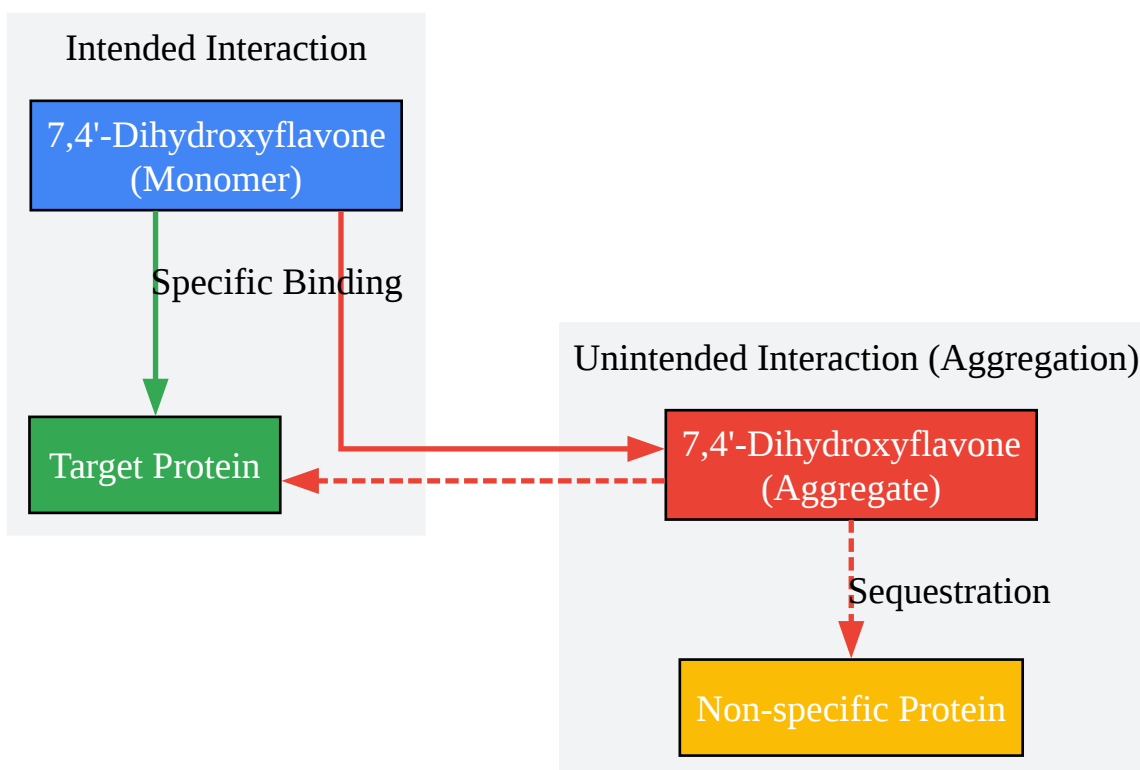 Intended Interaction
7,4'-Dihydroxyflavone
(Monomer)
Specific Binding
Target Protein
Unintended Interaction (Aggregation)
7,4'-Dihydroxyflavone
(Aggregate)
Sequestration
Non-specific Protein